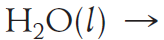 H₂O(l) →